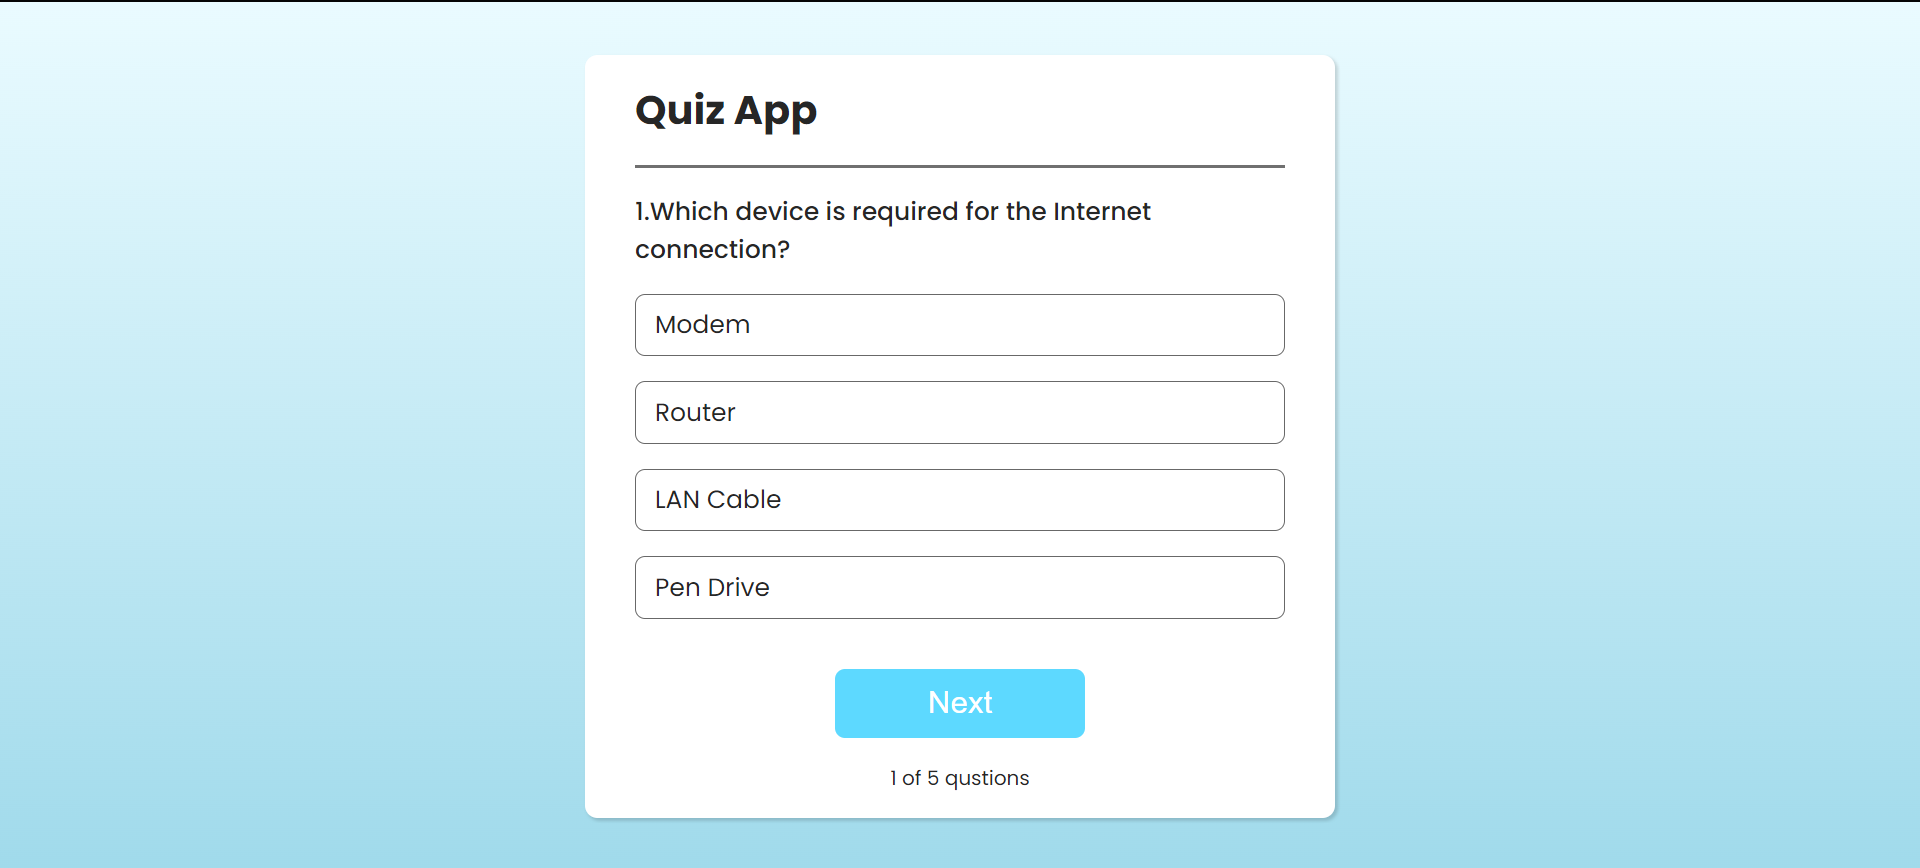 Quiz App
1.Which device is required for the Internet
connection?
Modem
Router
LAN Cable
Pen Drive
Next
1 of 5 qustions